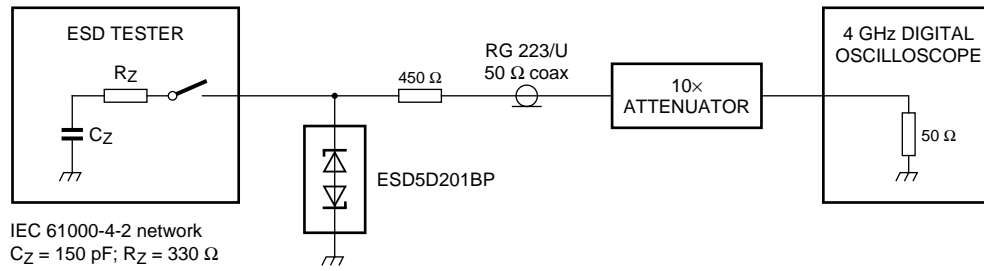 ESD TESTER
RZ
CZ
450 Ω
RG 223/U
50 Ω coax
10×
ATTENUATOR
4 GHz DIGITAL
OSCILLOSCOPE
50 Ω
ESD5D201BP
IEC 61000-4-2 network
CZ = 150 pF; RZ = 330 Ω